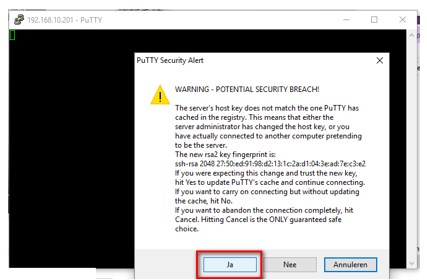 192.168.10.201 - PuTTY
PuTTY Security Alert
WARNING - POTENTIAL SECURITY BREACH!
The server's host key does not match the one PuTTY has
cached in the registry. This means that either the
server administrator has changed the host key, or you
have actually connected to another computer pretending
to be the server.
The new rsa2 key fingerprint is:
ssh-rsa 2048 27:50:ed:91:98:d2:13:1c:2a:d1:04:3e:ad:7e:c3:e2
If you were expecting this change and trust the new key,
hit Yes to update PuTTY's cache and continue connecting.
If you want to carry on connecting but without updating
the cache, hit No.
If you want to abandon the connection completely, hit
Cancel. Hitting Cancel is the ONLY guaranteed safe
choice.
Ja
Nee
Annuleren